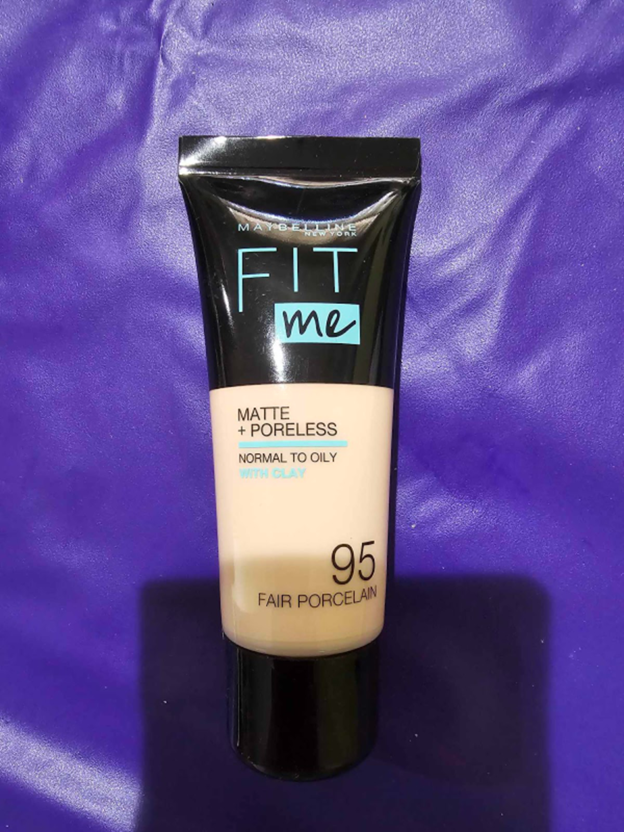 MAYBELLINE
NEW YORK
FIT
me
MATTE
+ PORELESS
NORMAL TO OILY
WITH CLAY
95
FAIR PORCELAIN